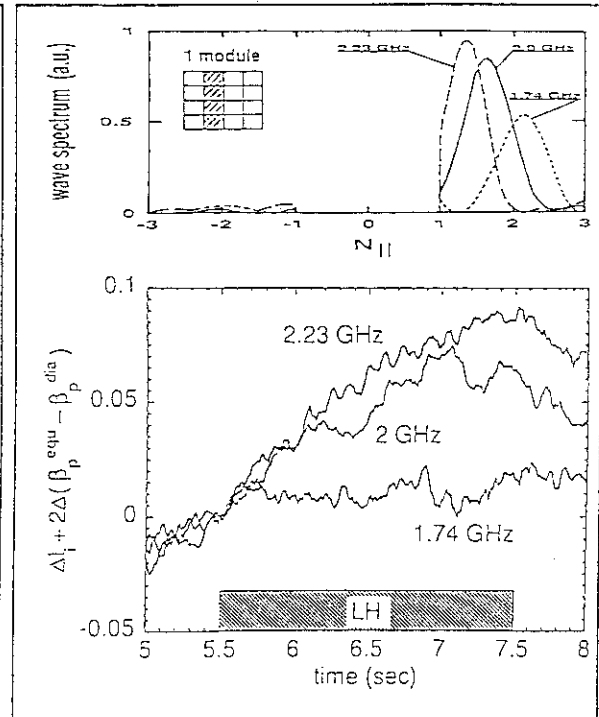 wave spectrum (a.u.)
1
0.5
0
1 module
2.23 GHz
2.0 GHz
1.74 GHz
-3
-2
-1
0
1
2
3
N||
Δl_i + 2Δ(β_p^equ − β_p^dia)
0.1
0.05
0
-0.05
2.23 GHz
2 GHz
1.74 GHz
LH
5
5.5
6
6.5
7
7.5
8
time (sec)